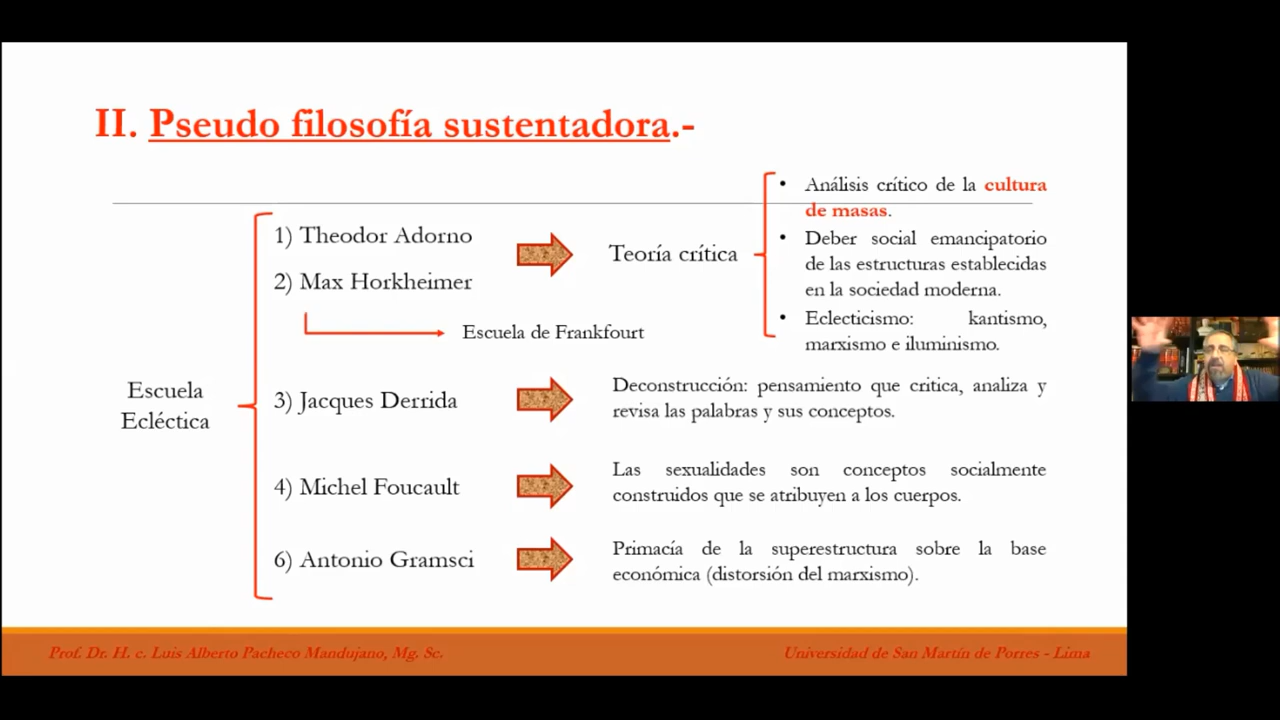 II. Pseudo filosofía sustentadora.-
Escuela
Ecléctica
1) Theodor Adorno
2) Max Horkheimer
Escuela de Frankfourt
Teoría crítica
• Análisis crítico de la cultura
de masas.
• Deber social emancipatorio
de las estructuras establecidas
en la sociedad moderna.
• Eclecticismo: kantismo,
marxismo e iluminismo.
3) Jacques Derrida
Deconstrucción: pensamiento que critica, analiza y
revisa las palabras y sus conceptos.
4) Michel Foucault
Las sexualidades son conceptos socialmente
construidos que se atribuyen a los cuerpos.
6) Antonio Gramsci
Primacía de la superestructura sobre la base
económica (distorsión del marxismo).
Prof. Dr. H. c. Luis Alberto Pacheco Mandujano, Mg. Sc.
Universidad de San Martín de Porres - Lima